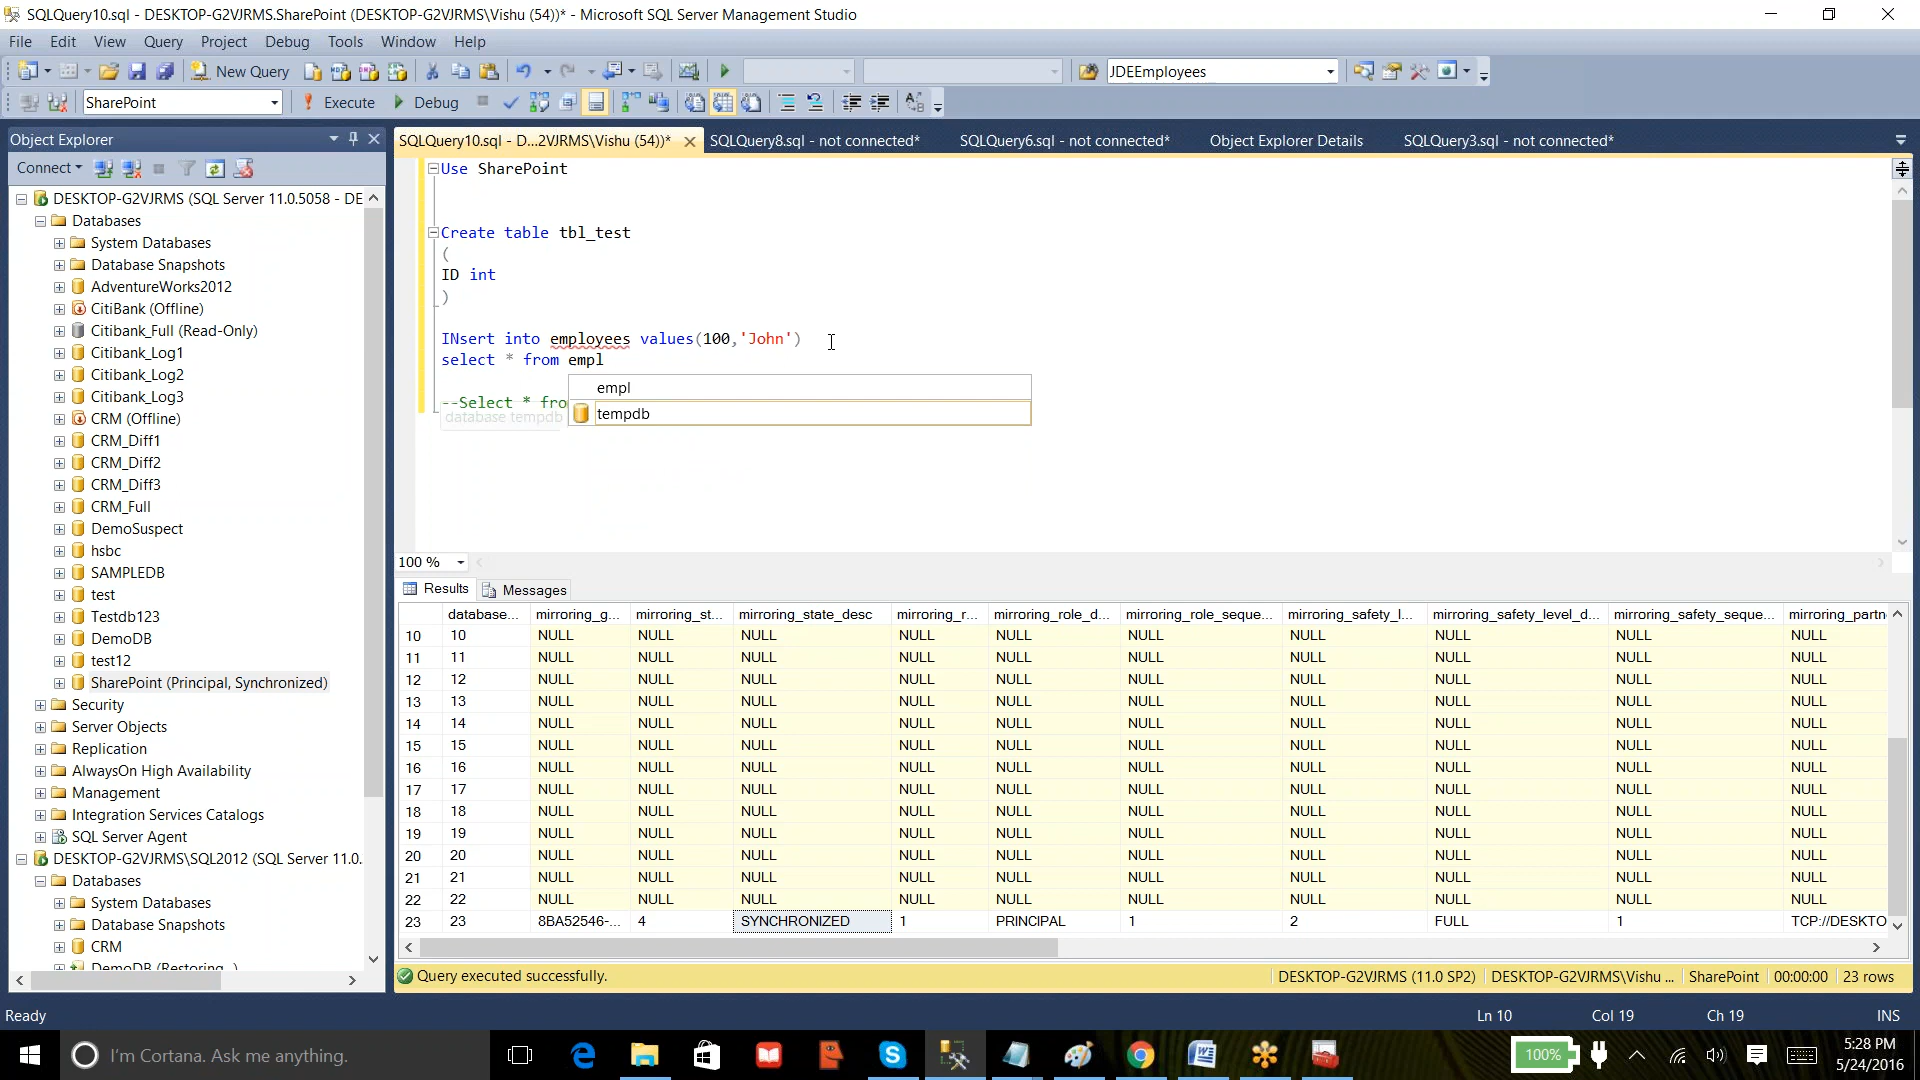 SQLQuery10.sql - DESKTOP-G2VJRMS.SharePoint (DESKTOP-G2VJRMS\Vishu (54))* - Microsoft SQL Server Management Studio
File Edit View Query Project Debug Tools Window Help
New Query JDEEmployees
SharePoint Execute Debug
Object Explorer
SQLQuery10.sql - D...2VJRMS\Vishu (54))* SQLQuery8.sql - not connected* SQLQuery6.sql - not connected* Object Explorer Details SQLQuery3.sql - not connected*
Connect
DESKTOP-G2VJRMS (SQL Server 11.0.5058 - DE
Databases
System Databases
Database Snapshots
AdventureWorks2012
CitiBank (Offline)
Citibank_Full (Read-Only)
Citibank_Log1
Citibank_Log2
Citibank_Log3
CRM (Offline)
CRM_Diff1
CRM_Diff2
CRM_Diff3
CRM_Full
DemoSuspect
hsbc
SAMPLEDB
test
Testdb123
DemoDB
test12
SharePoint (Principal, Synchronized)
Security
Server Objects
Replication
AlwaysOn High Availability
Management
Integration Services Catalogs
SQL Server Agent
DESKTOP-G2VJRMS\SQL2012 (SQL Server 11.0.
Databases
System Databases
Database Snapshots
CRM
DemoDB (Restoring...)
Use SharePoint
Create table tbl_test
(
ID int
)
INsert into employees values(100,'John')
select * from empl
empl
--Select * fro
tempdb
database tempdb
100 %
Results Messages
database... mirroring_g... mirroring_st... mirroring_state_desc mirroring_r... mirroring_role_d... mirroring_role_seque... mirroring_safety_l... mirroring_safety_level_d... mirroring_safety_seque... mirroring_partn
10 10 NULL NULL NULL NULL NULL NULL NULL NULL NULL NULL
11 11 NULL NULL NULL NULL NULL NULL NULL NULL NULL NULL
12 12 NULL NULL NULL NULL NULL NULL NULL NULL NULL NULL
13 13 NULL NULL NULL NULL NULL NULL NULL NULL NULL NULL
14 14 NULL NULL NULL NULL NULL NULL NULL NULL NULL NULL
15 15 NULL NULL NULL NULL NULL NULL NULL NULL NULL NULL
16 16 NULL NULL NULL NULL NULL NULL NULL NULL NULL NULL
17 17 NULL NULL NULL NULL NULL NULL NULL NULL NULL NULL
18 18 NULL NULL NULL NULL NULL NULL NULL NULL NULL NULL
19 19 NULL NULL NULL NULL NULL NULL NULL NULL NULL NULL
20 20 NULL NULL NULL NULL NULL NULL NULL NULL NULL NULL
21 21 NULL NULL NULL NULL NULL NULL NULL NULL NULL NULL
22 22 NULL NULL NULL NULL NULL NULL NULL NULL NULL NULL
23 23 8BA52546-... 4 SYNCHRONIZED 1 PRINCIPAL 1 2 FULL 1 TCP://DESKTO
Query executed successfully. DESKTOP-G2VJRMS (11.0 SP2) DESKTOP-G2VJRMS\Vishu ... SharePoint 00:00:00 23 rows
Ready Ln 10 Col 19 Ch 19 INS
I'm Cortana. Ask me anything. 100% 5:28 PM
5/24/2016